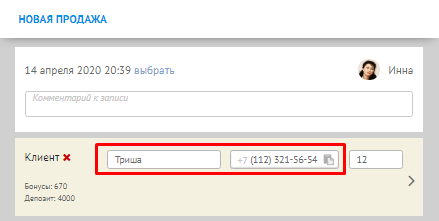 НОВАЯ ПРОДАЖА
14 апреля 2020 20:39 выбрать Инна
Комментарий к записи
Клиент Триша +7 (112) 321-56-54 12
Бонусы: 670
Депозит: 4000